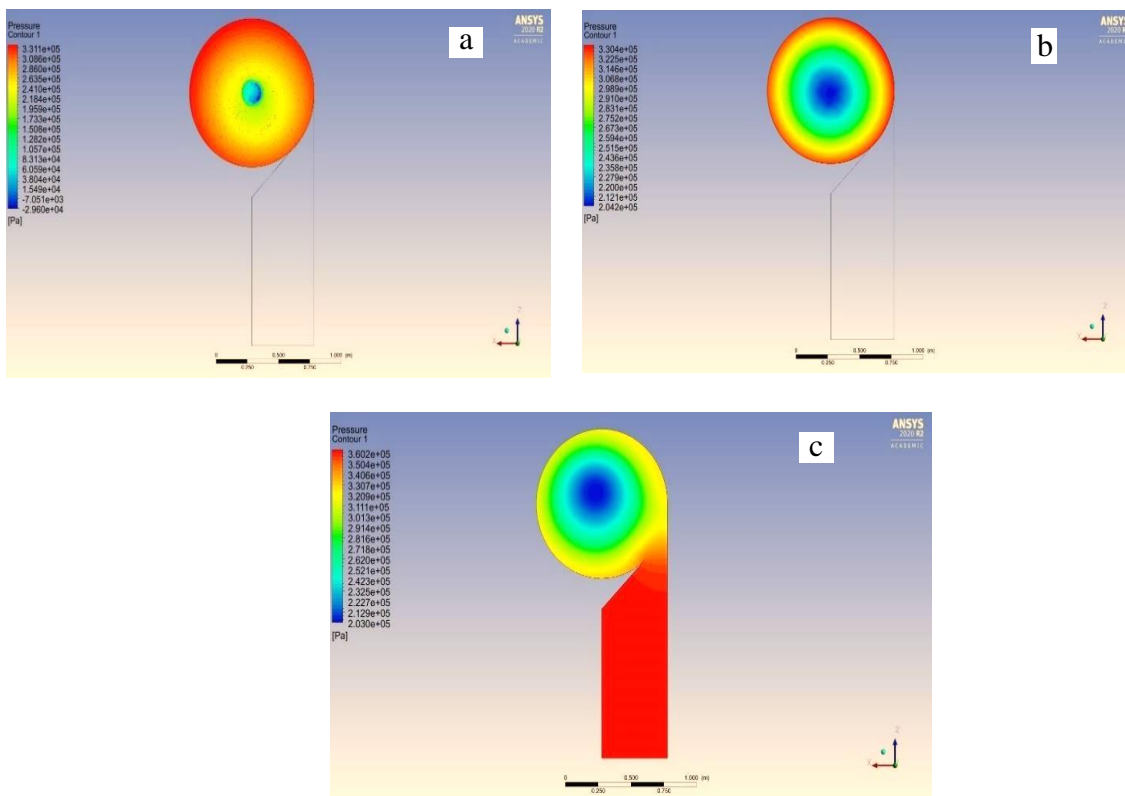 a
ANSYS
2020 R2
ACADEMIC
Pressure
Contour 1
3.311e+05
3.086e+05
2.860e+05
2.635e+05
2.410e+05
2.184e+05
1.959e+05
1.733e+05
1.508e+05
1.282e+05
1.057e+05
8.313e+04
6.059e+04
3.804e+04
1.549e+04
-7.051e+03
-2.960e+04
[Pa]
0 0.500 1.000 (m)
0.250 0.750
b
ANSYS
2020 R2
ACADEMIC
Pressure
Contour 1
3.304e+05
3.225e+05
3.146e+05
3.068e+05
2.989e+05
2.910e+05
2.831e+05
2.752e+05
2.673e+05
2.594e+05
2.515e+05
2.436e+05
2.358e+05
2.279e+05
2.200e+05
2.121e+05
2.042e+05
[Pa]
Z
0 0.500 1.000 (m)
0.250 0.750
c
ANSYS
2020 R2
ACADEMIC
Pressure
Contour 1
3.602e+05
3.504e+05
3.406e+05
3.307e+05
3.209e+05
3.111e+05
3.013e+05
2.914e+05
2.816e+05
2.718e+05
2.620e+05
2.521e+05
2.423e+05
2.325e+05
2.227e+05
2.129e+05
2.030e+05
[Pa]
Z
X
0 0.500 1.000 (m)
0.250 0.750